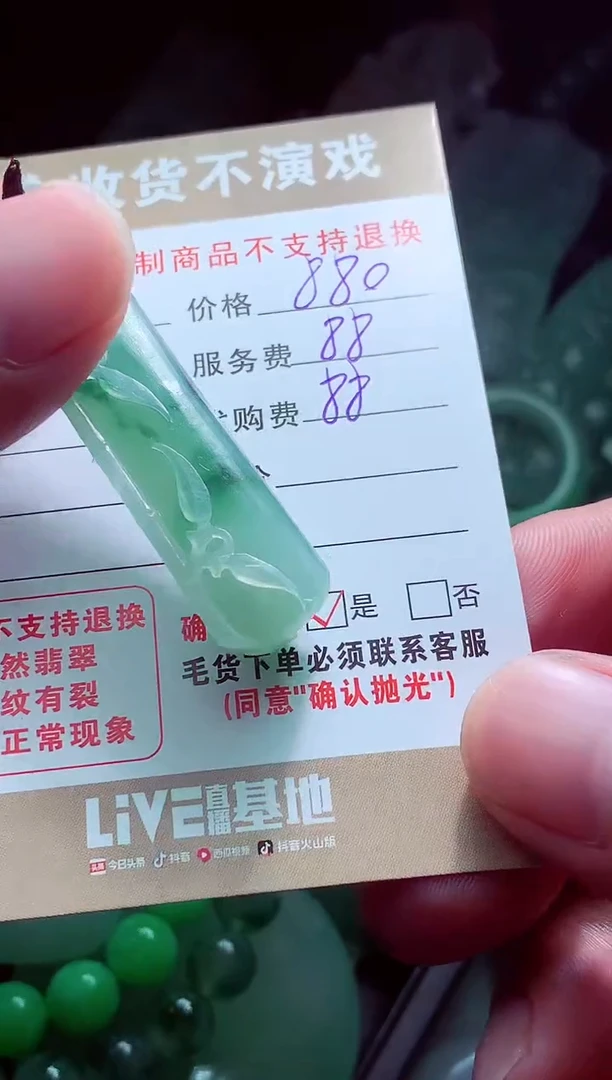 收货不演戏
制商品不支持退换
价格 880
服务费 88
购费 88
不支持退换
然翡翠
纹有裂
正常现象
确
是 否
毛货下单必须联系客服
(同意"确认抛光")
LiVE直播基地
头条 今日头条 抖音 西瓜视频 抖音火山版